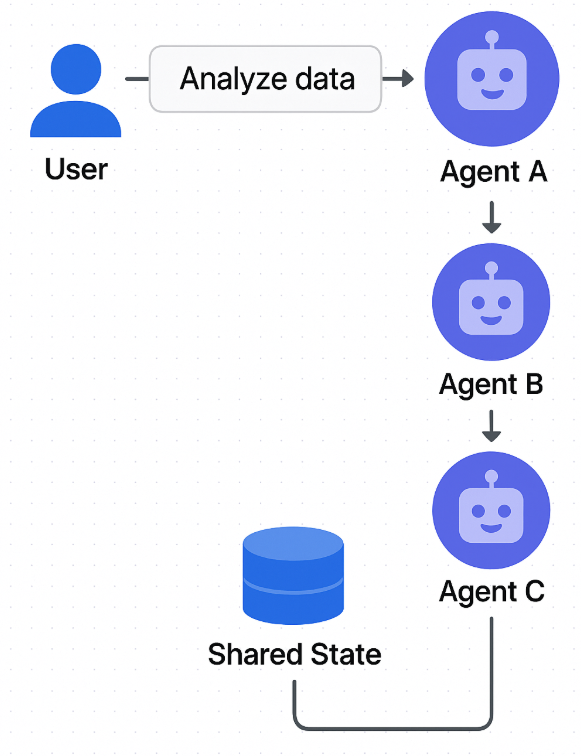 Analyze data
User
Agent A
Agent B
Agent C
Shared State